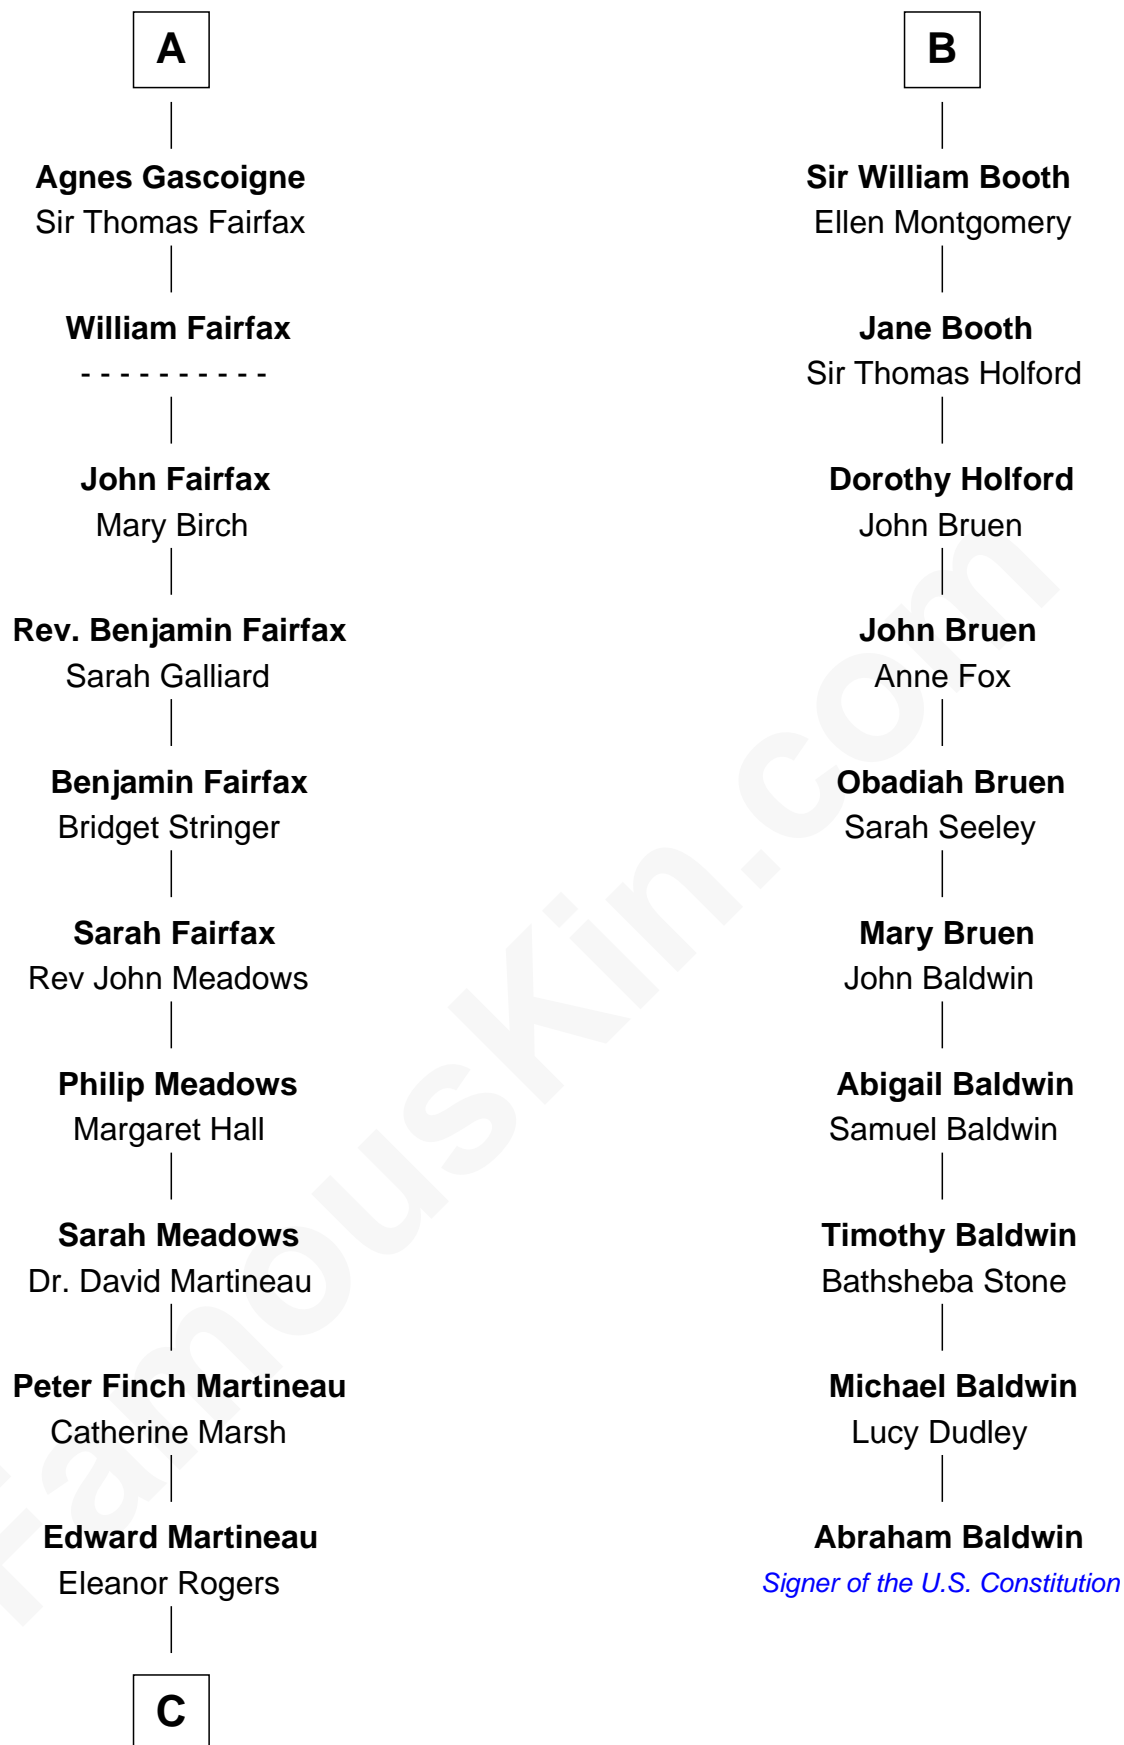 A
Agnes Gascoigne
Sir Thomas Fairfax
William Fairfax
- - - - - - - - - -
John Fairfax
Mary Birch
Rev. Benjamin Fairfax
Sarah Galliard
Benjamin Fairfax
Bridget Stringer
Sarah Fairfax
Rev John Meadows
Philip Meadows
Margaret Hall
Sarah Meadows
Dr. David Martineau
Peter Finch Martineau
Catherine Marsh
Edward Martineau
Eleanor Rogers
C
B
Sir William Booth
Ellen Montgomery
Jane Booth
Sir Thomas Holford
Dorothy Holford
John Bruen
John Bruen
Anne Fox
Obadiah Bruen
Sarah Seeley
Mary Bruen
John Baldwin
Abigail Baldwin
Samuel Baldwin
Timothy Baldwin
Bathsheba Stone
Michael Baldwin
Lucy Dudley
Abraham Baldwin
Signer of the U.S. Constitution
FamousKin.com